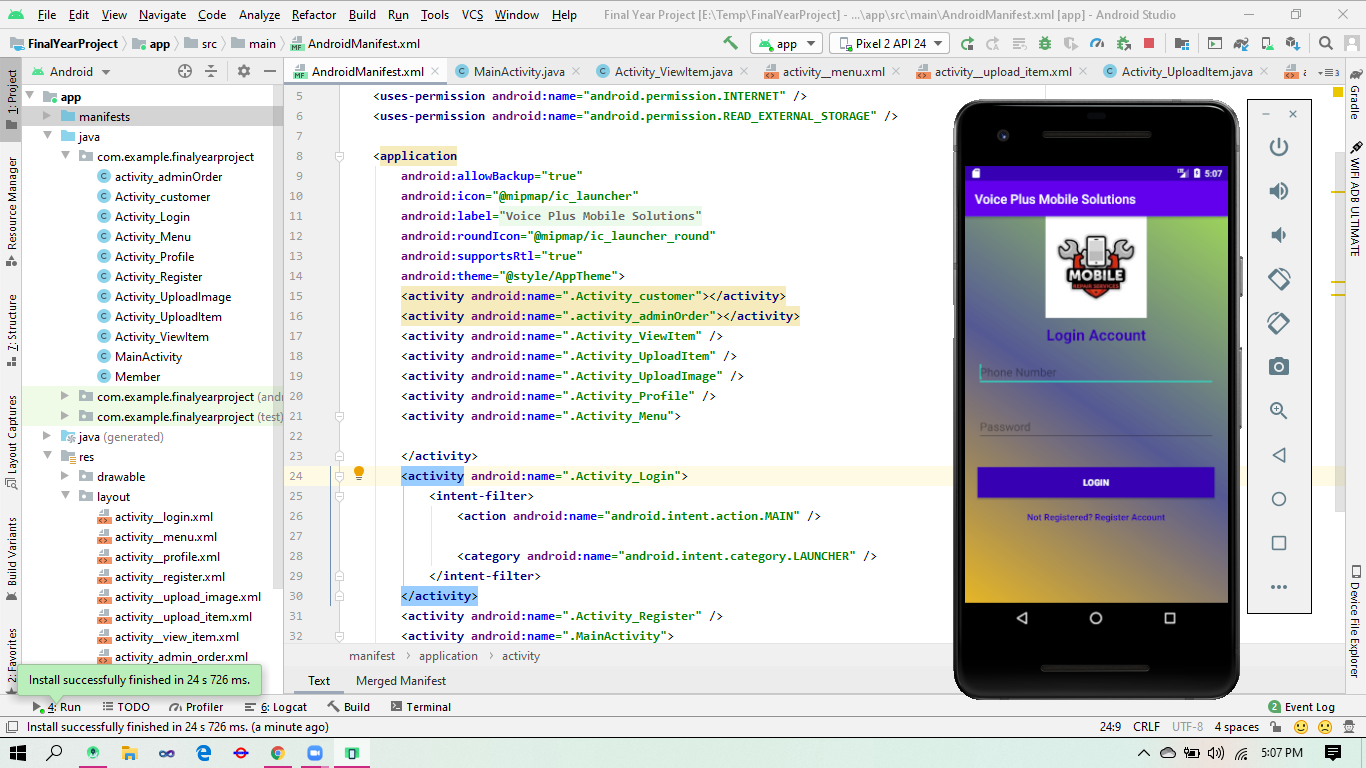 File Edit View Navigate Code Analyze Refactor Build Run Tools VCS Window Help Final Year Project [E:\Temp\FinalYearProject] - ...\app\src\main\AndroidManifest.xml [app] - Android Studio
FinalYearProject app src main AndroidManifest.xml app Pixel 2 API 24
Android
AndroidManifest.xml MainActivity.java Activity_ViewItem.java activity__menu.xml activity__upload_item.xml Activity_UploadItem.java a
1: Project
Resource Manager
Z: Structure
Layout Captures
Build Variants
2: Favorites
app
manifests
java
com.example.finalyearproject
activity_adminOrder
Activity_customer
Activity_Login
Activity_Menu
Activity_Profile
Activity_Register
Activity_UploadImage
Activity_UploadItem
Activity_ViewItem
MainActivity
Member
com.example.finalyearproject (and
com.example.finalyearproject (test)
java (generated)
res
drawable
layout
activity__login.xml
activity__menu.xml
activity__profile.xml
activity__register.xml
activity__upload_image.xml
activity__upload_item.xml
activity__view_item.xml
activity_admin_order.xml
5 <uses-permission android:name="android.permission.INTERNET" />
6 <uses-permission android:name="android.permission.READ_EXTERNAL_STORAGE" />
7
8 <application
9 android:allowBackup="true"
10 android:icon="@mipmap/ic_launcher"
11 android:label="Voice Plus Mobile Solutions"
12 android:roundIcon="@mipmap/ic_launcher_round"
13 android:supportsRtl="true"
14 android:theme="@style/AppTheme">
15 <activity android:name=".Activity_customer"></activity>
16 <activity android:name=".activity_adminOrder"></activity>
17 <activity android:name=".Activity_ViewItem" />
18 <activity android:name=".Activity_UploadItem" />
19 <activity android:name=".Activity_UploadImage" />
20 <activity android:name=".Activity_Profile" />
21 <activity android:name=".Activity_Menu">
22
23 </activity>
24 <activity android:name=".Activity_Login">
25 <intent-filter>
26 <action android:name="android.intent.action.MAIN" />
27
28 <category android:name="android.intent.category.LAUNCHER" />
29 </intent-filter>
30 </activity>
31 <activity android:name=".Activity_Register" />
32 <activity android:name=".MainActivity">
manifest application activity
Text Merged Manifest
5:07
Voice Plus Mobile Solutions
MOBILE
REPAIR SERVICES
Login Account
Phone Number
Password
LOGIN
Not Registered? Register Account
Gradle
WIFI ADB ULTIMATE
Device File Explorer
Install successfully finished in 24 s 726 ms.
4: Run TODO Profiler 6: Logcat Build Terminal 2 Event Log
Install successfully finished in 24 s 726 ms. (a minute ago) 24:9 CRLF UTF-8 4 spaces
5:07 PM